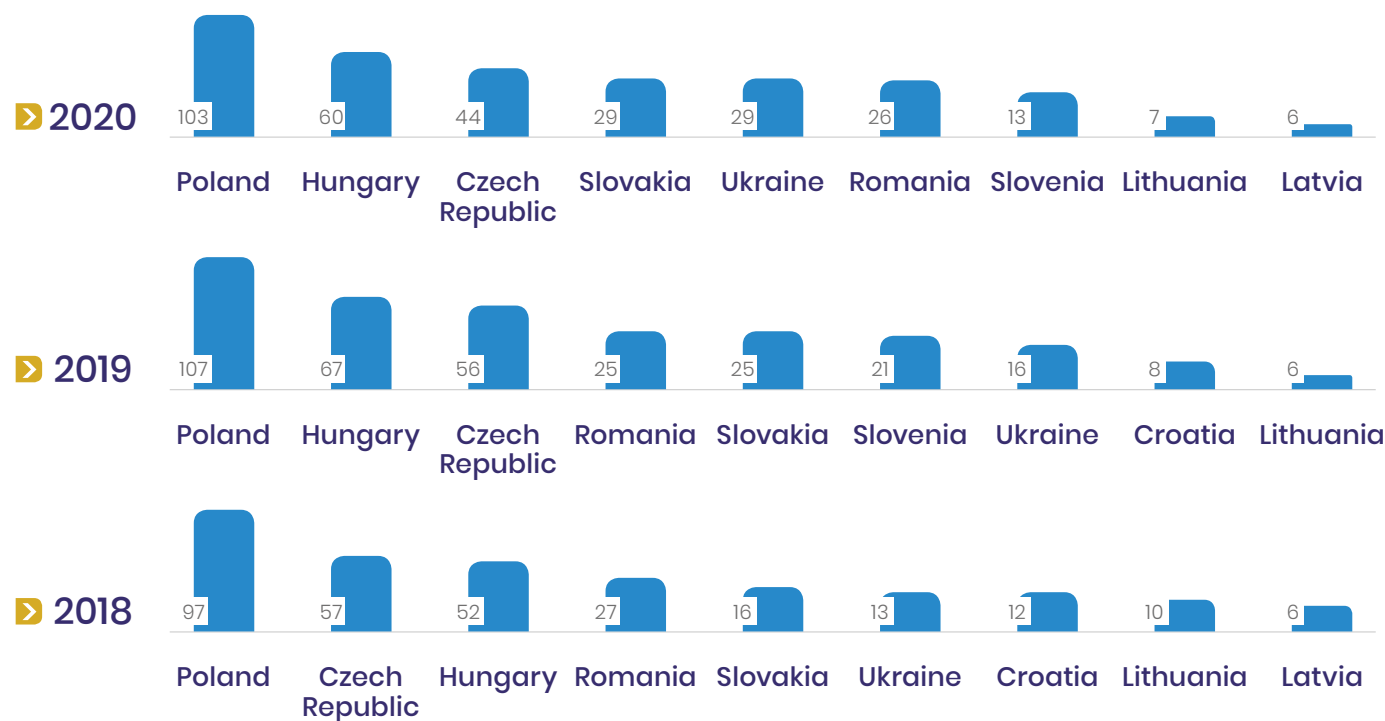 2020
103 60 44 29 29 26 13 7 6
Poland Hungary Czech Slovakia Ukraine Romania Slovenia Lithuania Latvia
Republic
2019
107 67 56 25 25 21 16 8 6
Poland Hungary Czech Romania Slovakia Slovenia Ukraine Croatia Lithuania
Republic
2018
97 57 52 27 16 13 12 10 6
Poland Czech Hungary Romania Slovakia Ukraine Croatia Lithuania Latvia
Republic